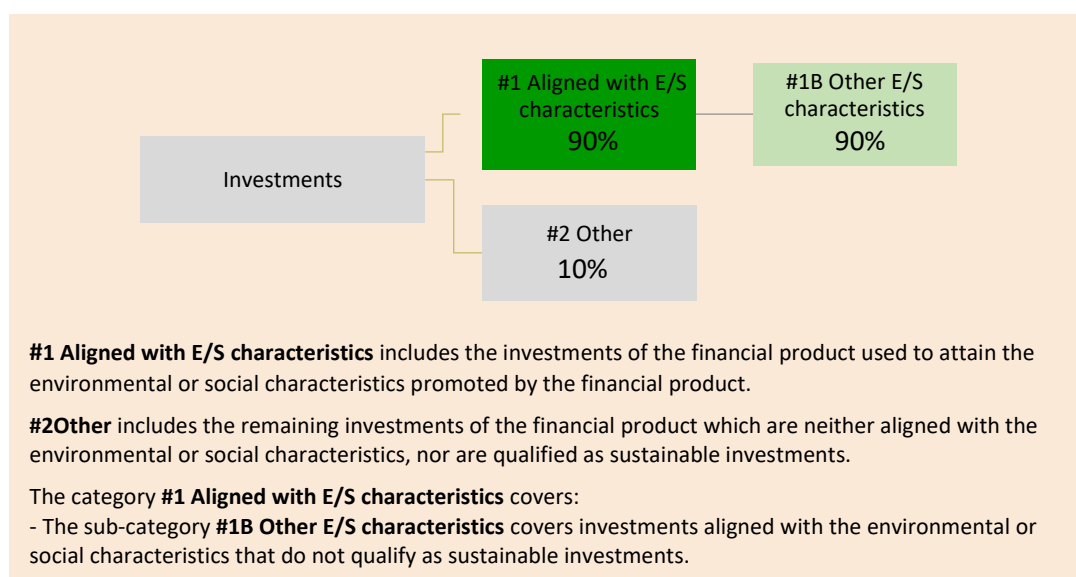 #1 Aligned with E/S
characteristics
90%
#1B Other E/S
characteristics
90%
Investments
#2 Other
10%
#1 Aligned with E/S characteristics includes the investments of the financial product used to attain the
environmental or social characteristics promoted by the financial product.
#2Other includes the remaining investments of the financial product which are neither aligned with the
environmental or social characteristics, nor are qualified as sustainable investments.
The category #1 Aligned with E/S characteristics covers:
- The sub-category #1B Other E/S characteristics covers investments aligned with the environmental or
social characteristics that do not qualify as sustainable investments.